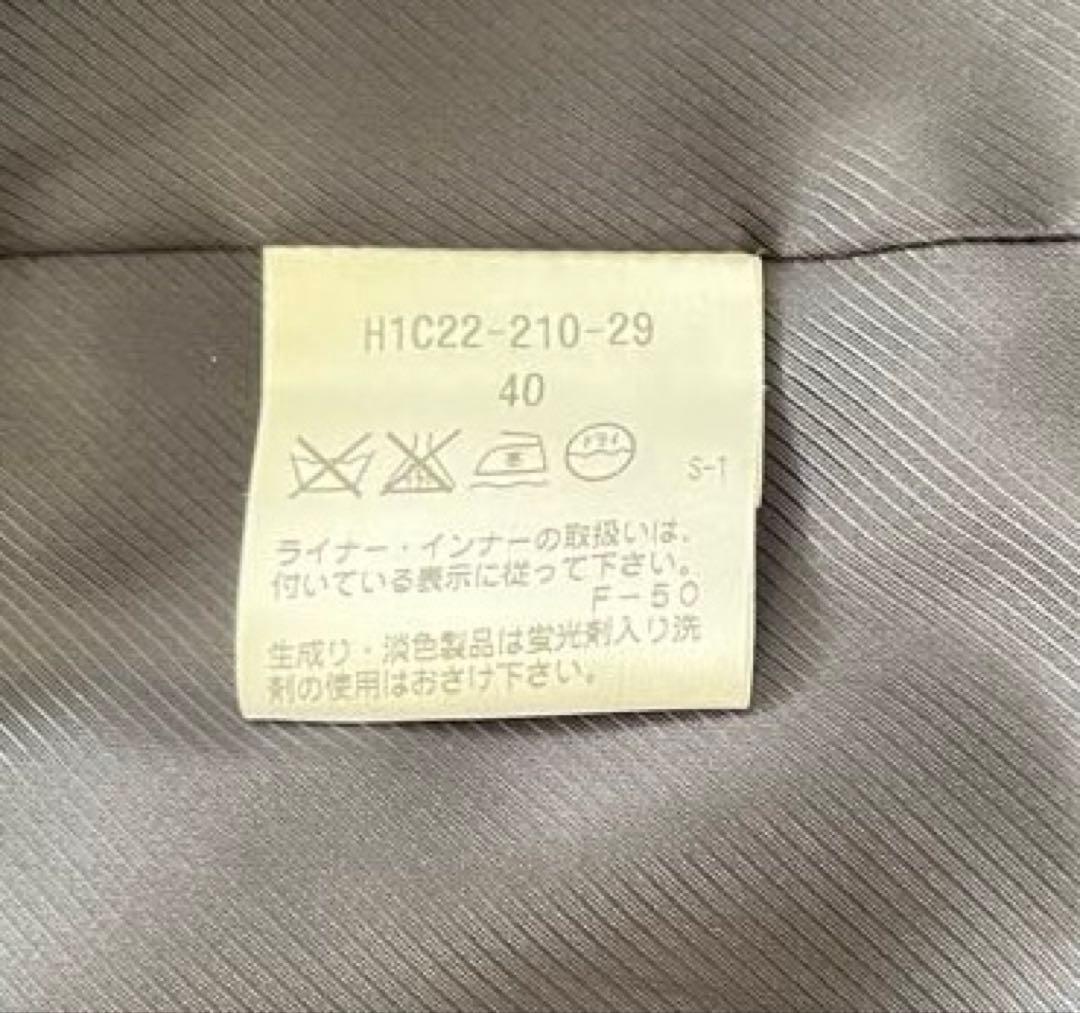 H1C22-210-29
40
S-1
ライナー・インナーの取扱いは、
付いている表示に従って下さい。
F-50
生成り・淡色製品は蛍光剤入り洗
剤の使用はおさけ下さい。